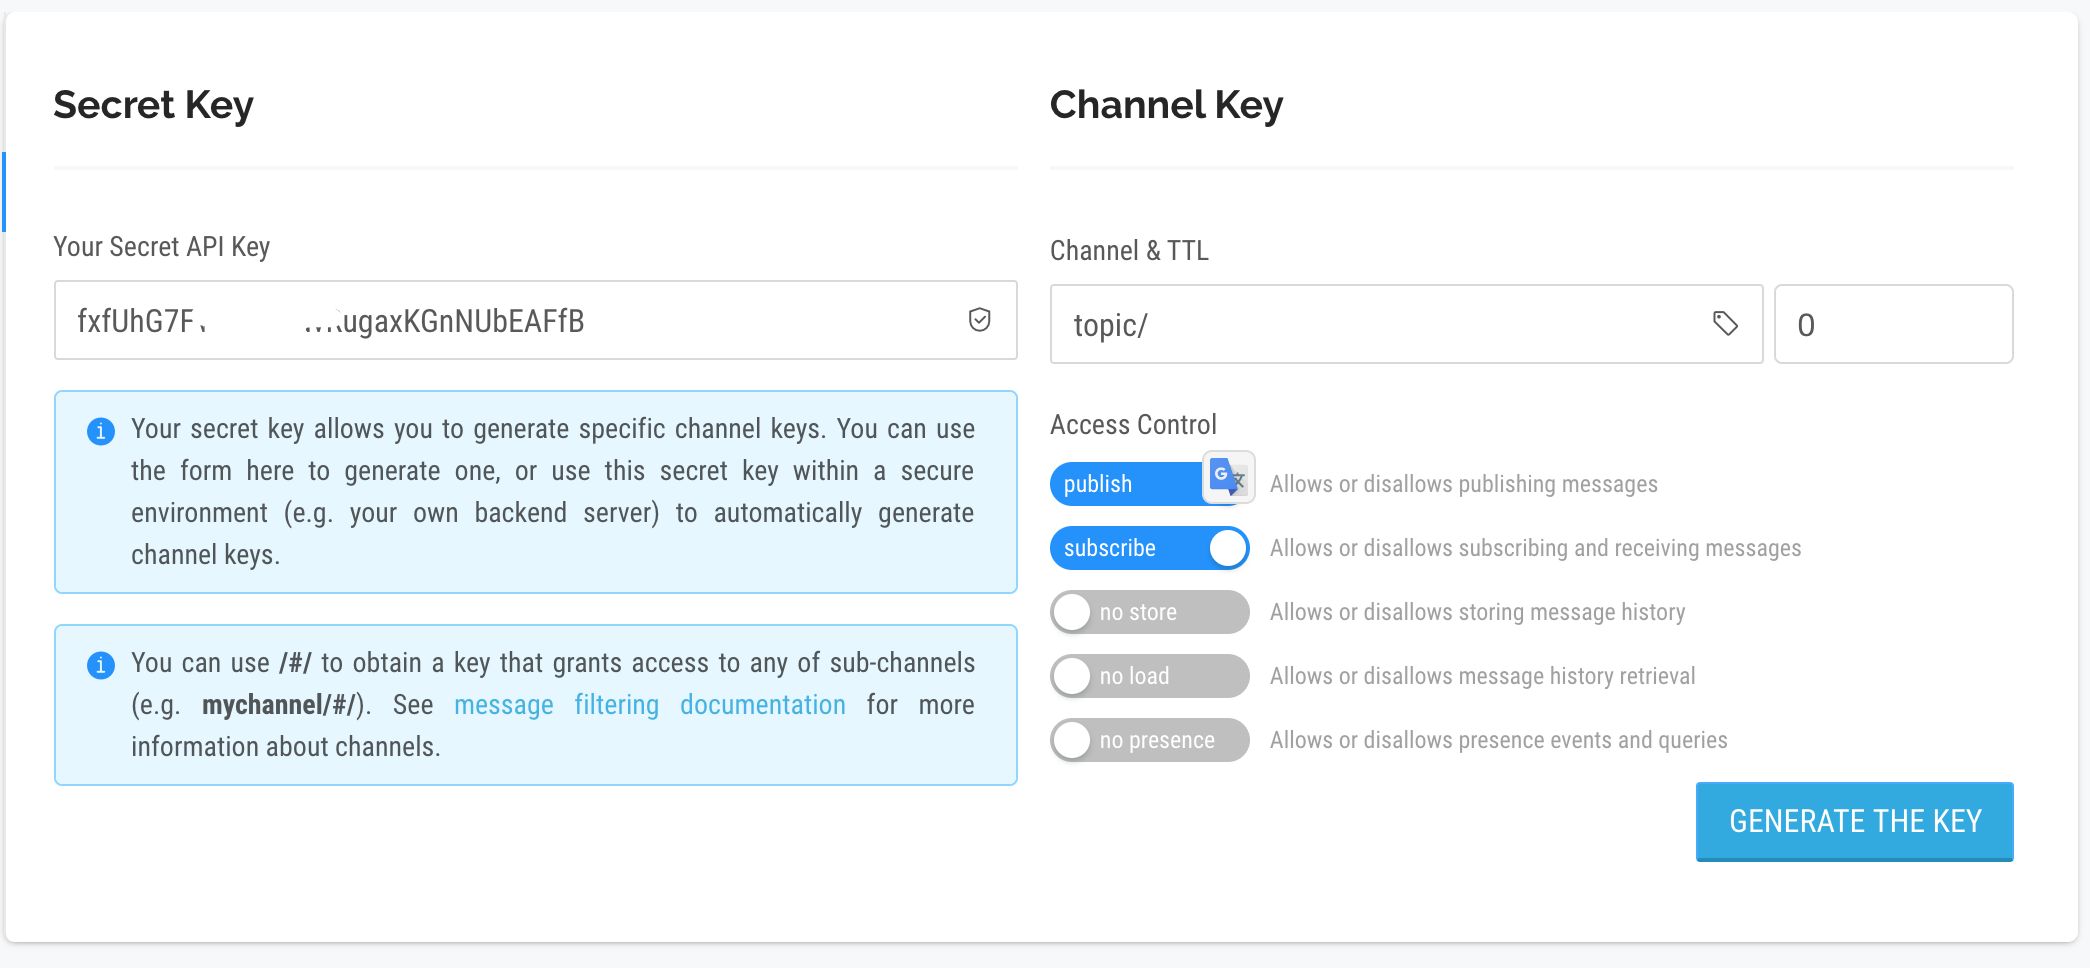 Secret Key
Your Secret API Key
fxfUhG7F ugaxKGnNUbEAFfB
Your secret key allows you to generate specific channel keys. You can use
the form here to generate one, or use this secret key within a secure
environment (e.g. your own backend server) to automatically generate
channel keys.
You can use /#/ to obtain a key that grants access to any of sub-channels
(e.g. mychannel/#/). See message filtering documentation for more
information about channels.
Channel Key
Channel & TTL
topic/
0
Access Control
publish
G文
Allows or disallows publishing messages
subscribe
Allows or disallows subscribing and receiving messages
no store
Allows or disallows storing message history
no load
Allows or disallows message history retrieval
no presence
Allows or disallows presence events and queries
GENERATE THE KEY